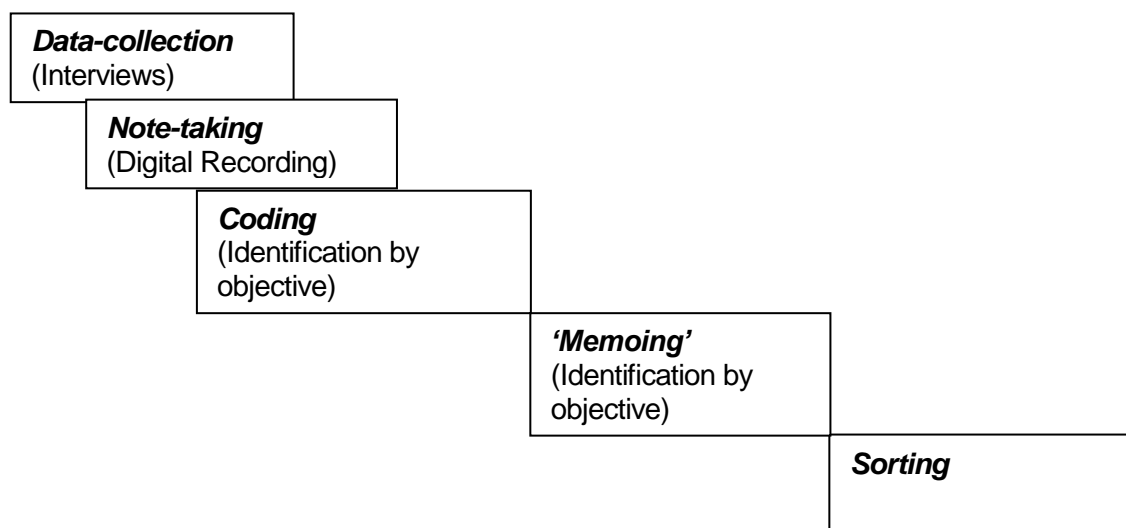 Data-collection
(Interviews)
Note-taking
(Digital Recording)
Coding
(Identification by
objective)
‘Memoing’
(Identification by
objective)
Sorting